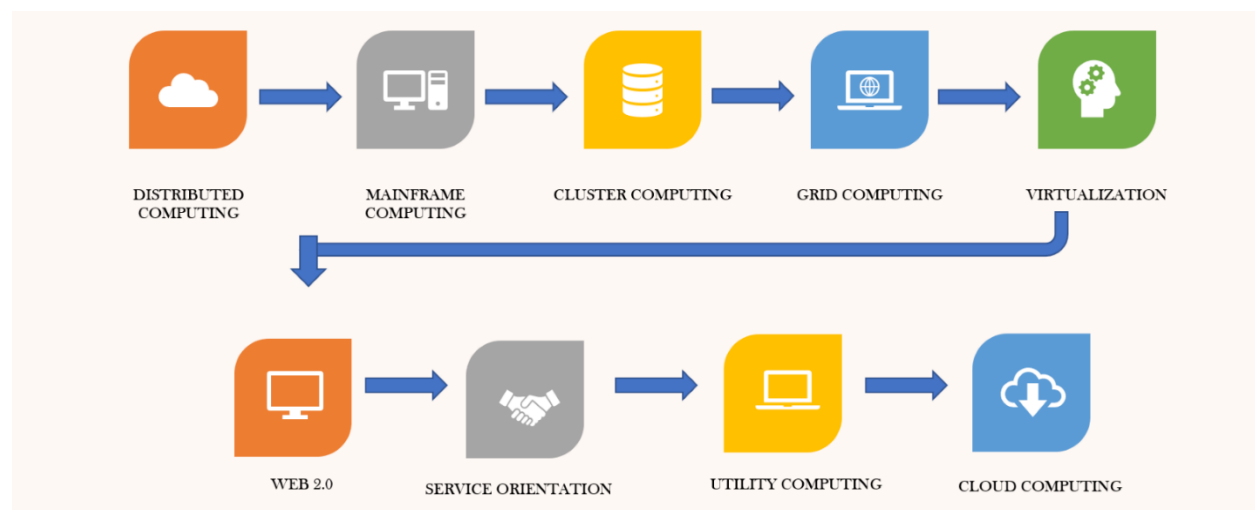 DISTRIBUTED
COMPUTING
MAINFRAME
COMPUTING
CLUSTER COMPUTING
GRID COMPUTING
VIRTUALIZATION
WEB 2.0
SERVICE ORIENTATION
UTILITY COMPUTING
CLOUD COMPUTING